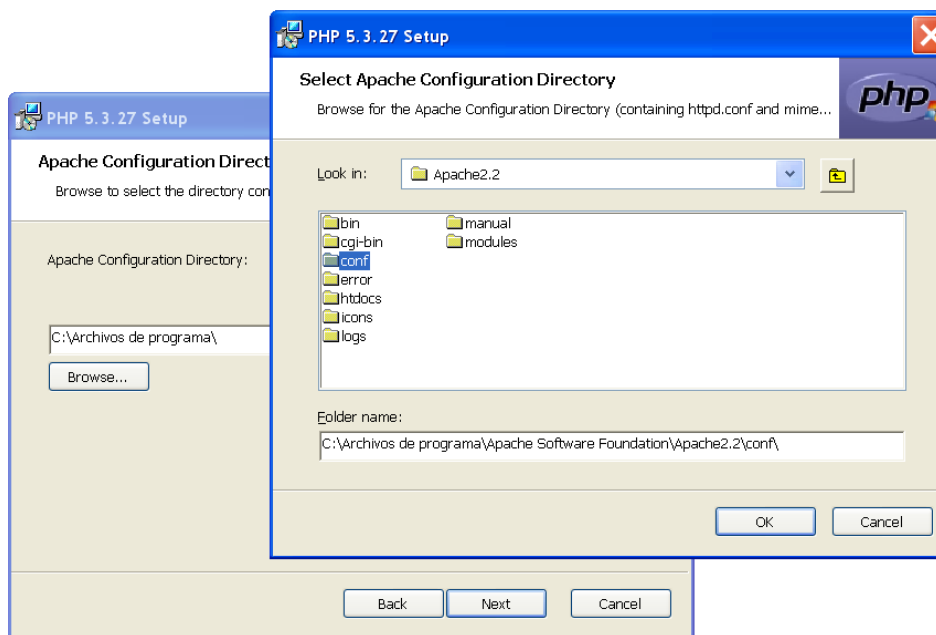 PHP 5.3.27 Setup
Select Apache Configuration Directory
Browse for the Apache Configuration Directory (containing httpd.conf and mime...
php
Look in:
Apache2.2
bin
cgi-bin
conf
error
htdocs
icons
logs
manual
modules
Folder name:
C:\Archivos de programa\Apache Software Foundation\Apache2.2\conf\
OK
Cancel
PHP 5.3.27 Setup
Apache Configuration Direct
Browse to select the directory con
Apache Configuration Directory:
C:\Archivos de programa\
Browse...
Back
Next
Cancel